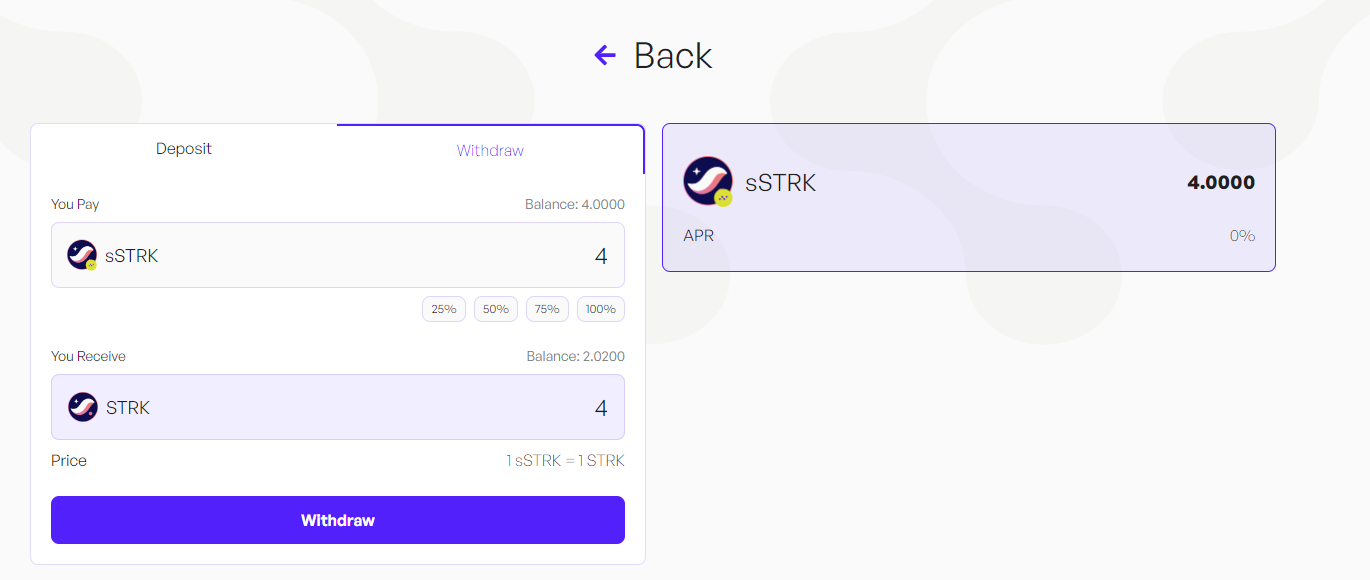 Back
Deposit
Withdraw
You Pay
Balance: 4.0000
sSTRK
4
25%
50%
75%
100%
You Receive
Balance: 2.0200
STRK
4
Price
1 sSTRK = 1 STRK
Withdraw
sSTRK
4.0000
APR
0%